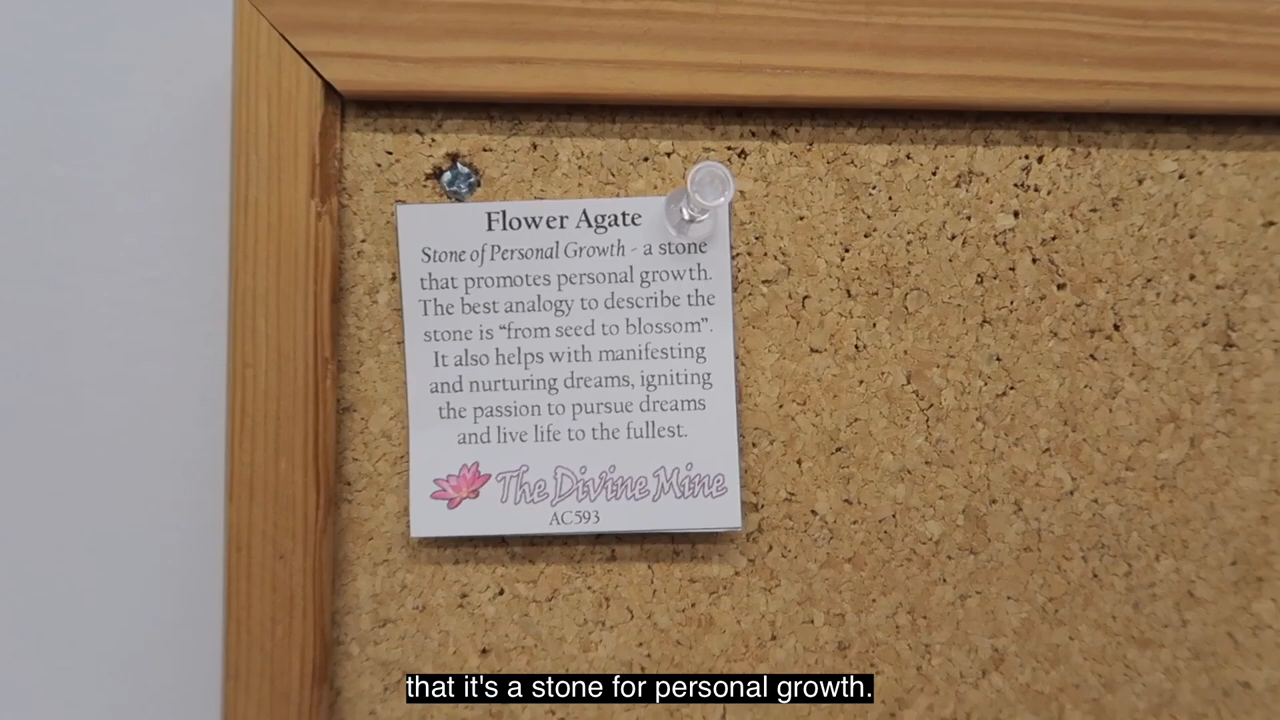 Flower Agate
Stone of Personal Growth - a stone
that promotes personal growth.
The best analogy to describe the
stone is “from seed to blossom”.
It also helps with manifesting
and nurturing dreams, igniting
the passion to pursue dreams
and live life to the fullest.
The Divine Mine
AC593
that it's a stone for personal growth.